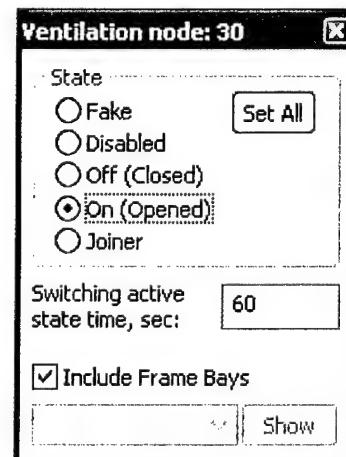 Ventilation node: 30
State
Fake
Set All
Disabled
Off (Closed)
On (Opened)
Joiner
Switching active
state time, sec:
60
Include Frame Bays
Show